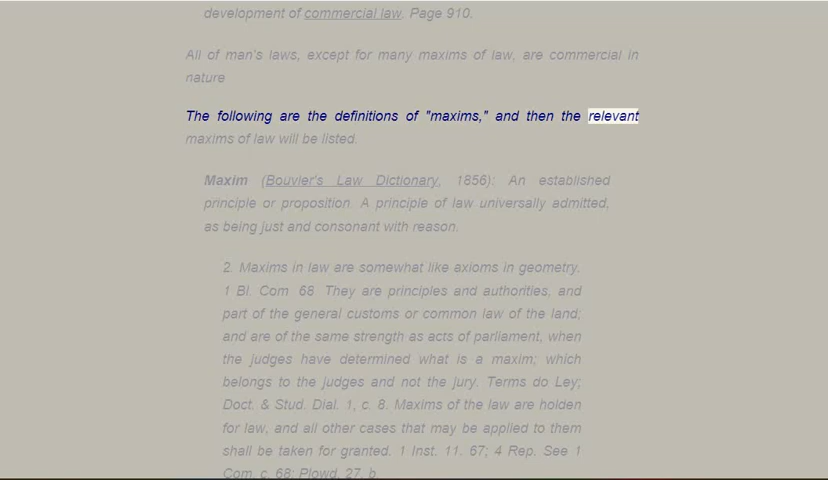 development of commercial law. Page 910.
All of man's laws, except for many maxims of law, are commercial in
nature
The following are the definitions of "maxims," and then the relevant
maxims of law will be listed.
Maxim (Bouvier's Law Dictionary, 1856): An established
principle or proposition. A principle of law universally admitted,
as being just and consonant with reason.
2. Maxims in law are somewhat like axioms in geometry.
1 Bl. Com. 68. They are principles and authorities, and
part of the general customs or common law of the land;
and are of the same strength as acts of parliament, when
the judges have determined what is a maxim; which
belongs to the judges and not the jury. Terms do Ley;
Doct. & Stud. Dial. 1, c. 8. Maxims of the law are holden
for law, and all other cases that may be applied to them
shall be taken for granted. 1 Inst. 11. 67; 4 Rep. See 1
Com. c. 68; Plowd. 27, b.